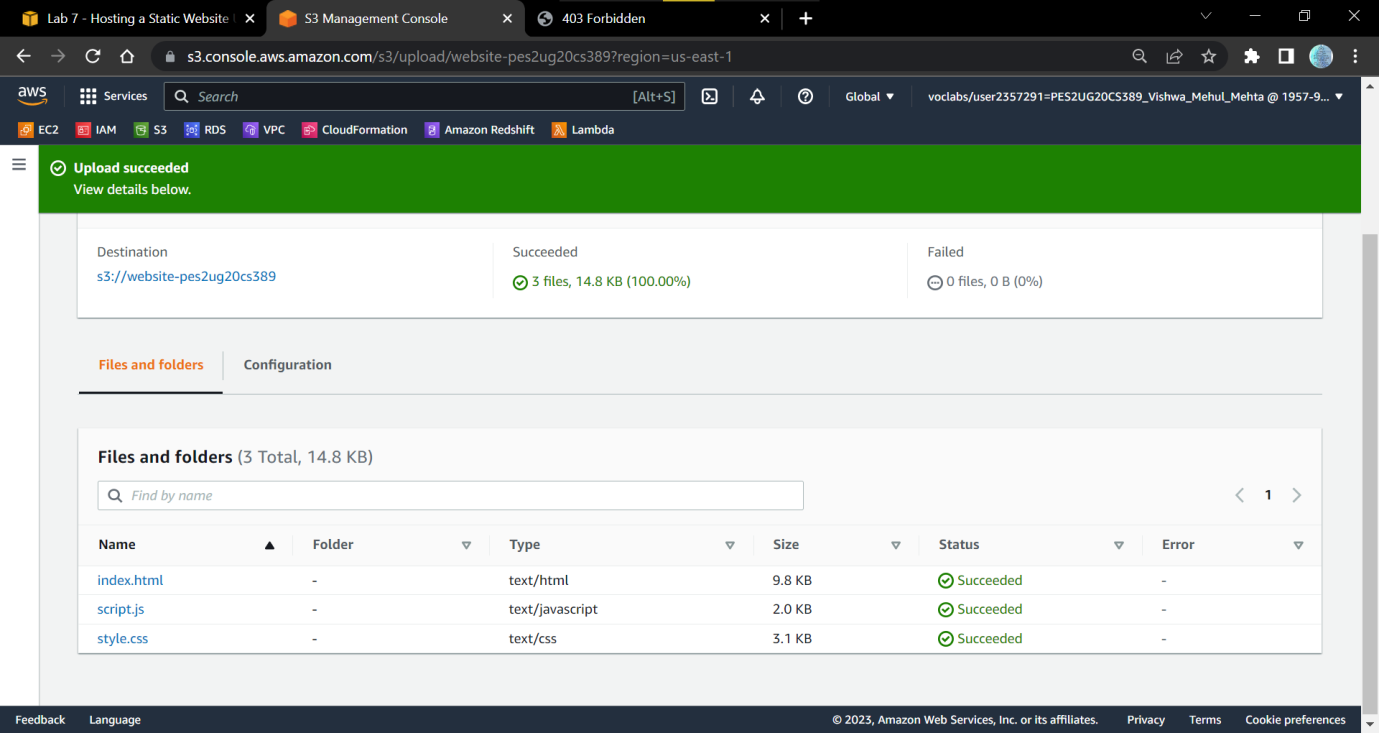 Lab 7 - Hosting a Static Website
S3 Management Console
403 Forbidden
s3.console.aws.amazon.com/s3/upload/website-pes2ug20cs389?region=us-east-1
aws
Services
Search
[Alt+S]
Global
voclabs/user2357291=PES2UG20CS389_Vishwa_Mehul_Mehta @ 1957-9...
EC2 IAM S3 RDS VPC CloudFormation Amazon Redshift Lambda
Upload succeeded
View details below.
Destination Succeeded Failed
s3://website-pes2ug20cs389 3 files, 14.8 KB (100.00%) 0 files, 0 B (0%)
Files and folders Configuration
Files and folders (3 Total, 14.8 KB)
Find by name
1
Name Folder Type Size Status Error
index.html - text/html 9.8 KB Succeeded -
script.js - text/javascript 2.0 KB Succeeded -
style.css - text/css 3.1 KB Succeeded -
Feedback Language © 2023, Amazon Web Services, Inc. or its affiliates. Privacy Terms Cookie preferences